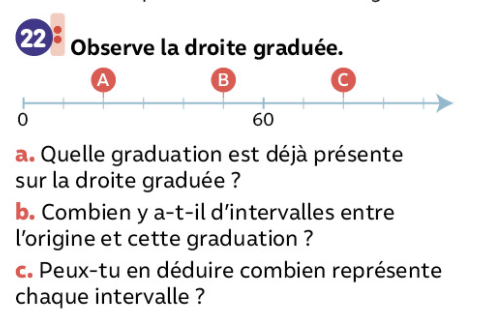 22 Observe la droite graduée.
A B C
0 60
a. Quelle graduation est déjà présente
sur la droite graduée ?
b. Combien y a-t-il d’intervalles entre
l’origine et cette graduation ?
c. Peux-tu en déduire combien représente
chaque intervalle ?